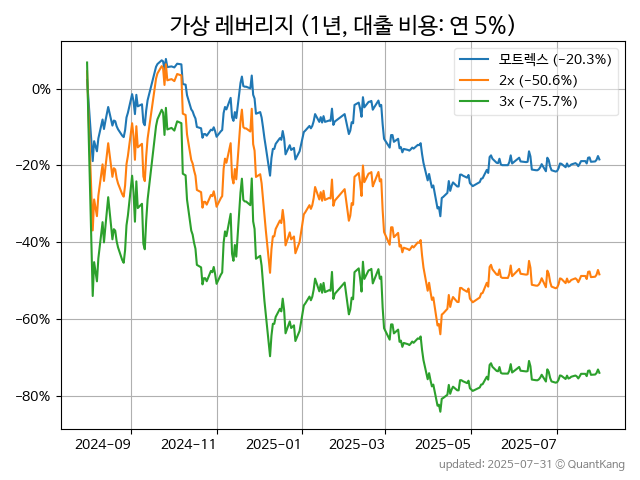 가상 레버리지 (1년, 대출 비용: 연 5%)
모트렉스 (-20.3%)
2x (-50.6%)
3x (-75.7%)
0%
−20%
−40%
−60%
−80%
2024-09
2024-11
2025-01
2025-03
2025-05
2025-07
updated: 2025-07-31 © QuantKang